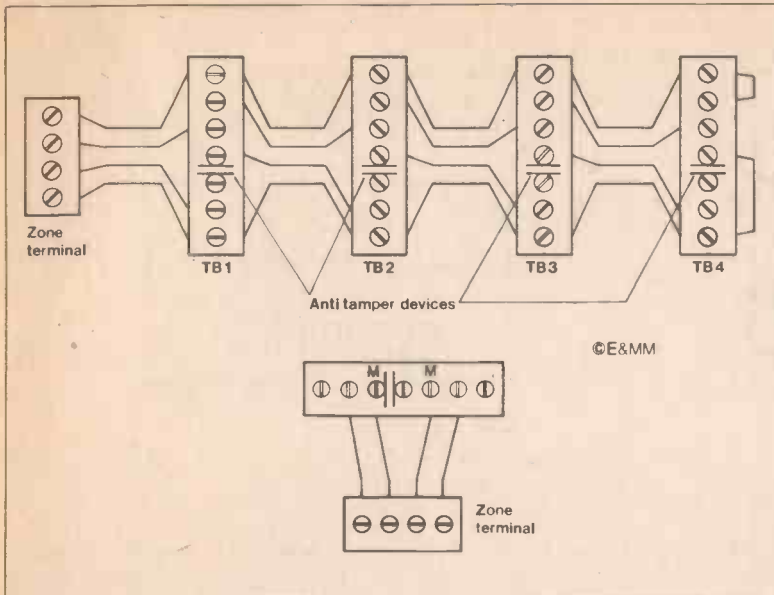 Zone
terminal
TB1
TB2
TB3
TB4
Anti tamper devices
©E&MM
M M
Zone
terminal